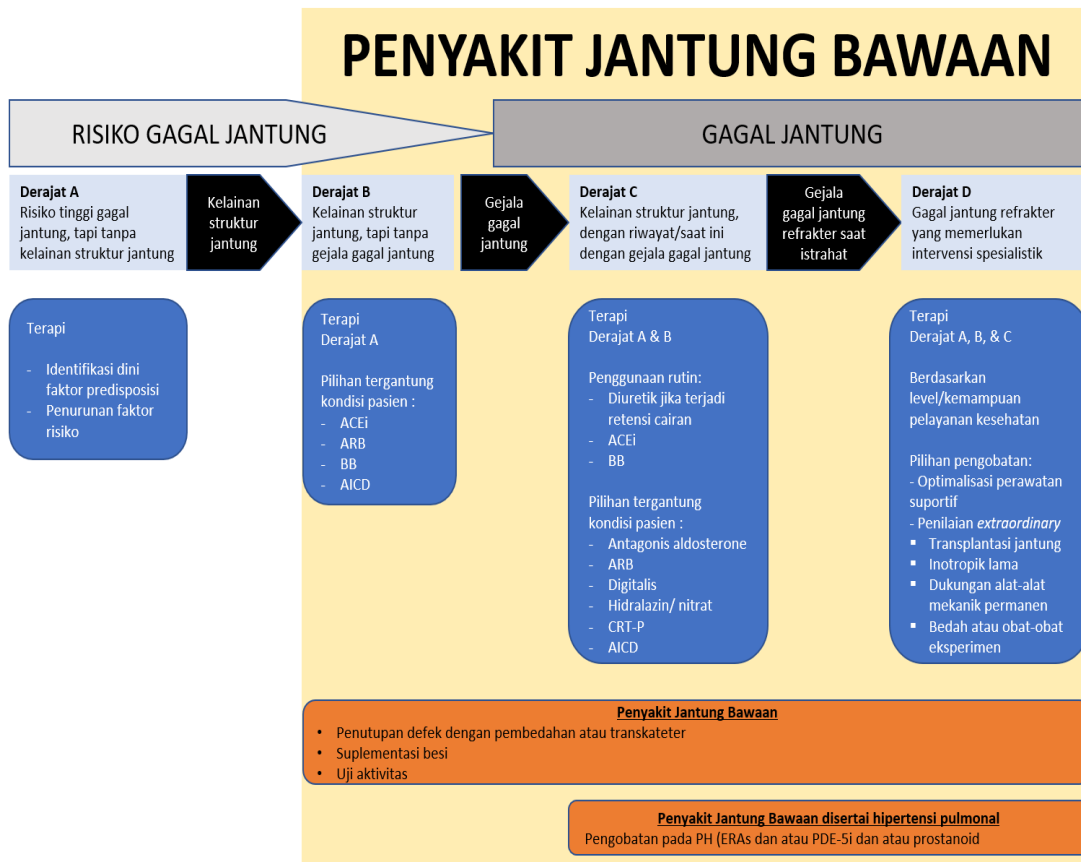 PENYAKIT JANTUNG BAWAAN
RISIKO GAGAL JANTUNG
GAGAL JANTUNG
Derajat A
Risiko tinggi gagal
jantung, tapi tanpa
kelainan struktur jantung
Kelainan
struktur
jantung
Derajat B
Kelainan struktur
jantung, tapi tanpa
gejala gagal jantung
Gejala
gagal
jantung
Derajat C
Kelainan struktur jantung,
dengan riwayat/saat ini
dengan gejala gagal jantung
Gejala
gagal jantung
refrakter saat
istrahat
Derajat D
Gagal jantung refrakter
yang memerlukan
intervensi spesialistik
Terapi
- Identifikasi dini
faktor predisposisi
- Penurunan faktor
risiko
Terapi
Derajat A
Pilihan tergantung
kondisi pasien :
- ACEi
- ARB
- BB
- AICD
Terapi
Derajat A & B
Penggunaan rutin:
- Diuretik jika terjadi
retensi cairan
- ACEi
- BB
Pilihan tergantung
kondisi pasien :
- Antagonis aldosterone
- ARB
- Digitalis
- Hidralazin/ nitrat
- CRT-P
- AICD
Terapi
Derajat A, B, & C
Berdasarkan
level/kemampuan
pelayanan kesehatan
Pilihan pengobatan:
- Optimalisasi perawatan
suportif
- Penilaian extraordinary
▪ Transplantasi jantung
▪ Inotropik lama
▪ Dukungan alat-alat
mekanik permanen
▪ Bedah atau obat-obat
eksperimen
Penyakit Jantung Bawaan
• Penutupan defek dengan pembedahan atau transkateter
• Suplementasi besi
• Uji aktivitas
Penyakit Jantung Bawaan disertai hipertensi pulmonal
Pengobatan pada PH (ERAs dan atau PDE-5i dan atau prostanoid